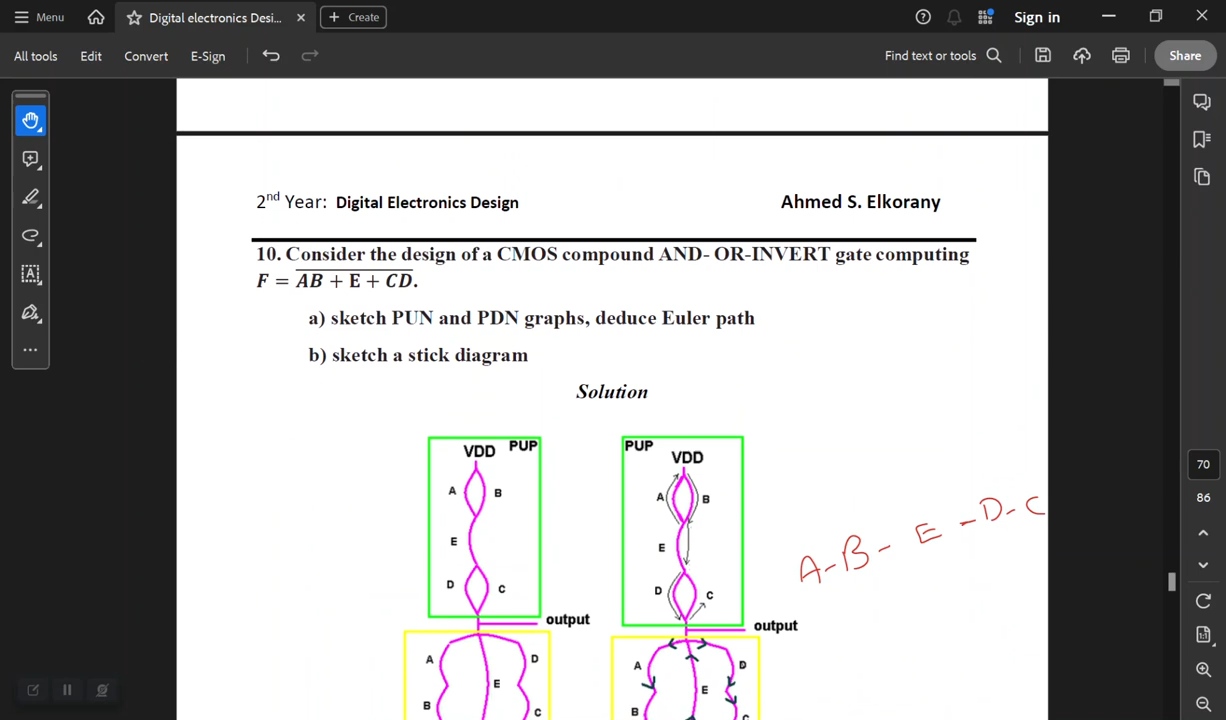 Menu
Digital electronics Desi...
Create
Sign in
All tools
Edit
Convert
E-Sign
Find text or tools
Share
2nd Year: Digital Electronics Design
Ahmed S. Elkorany
10. Consider the design of a CMOS compound AND- OR-INVERT gate computing
F = \overline{AB + E + CD}.
a) sketch PUN and PDN graphs, deduce Euler path
b) sketch a stick diagram
Solution
VDD PUP
A B
E
D C
output
A D
E
B C
PUP
VDD
A B
E
D C
output
A D
E
B C
A-B- E -D- C
70
86